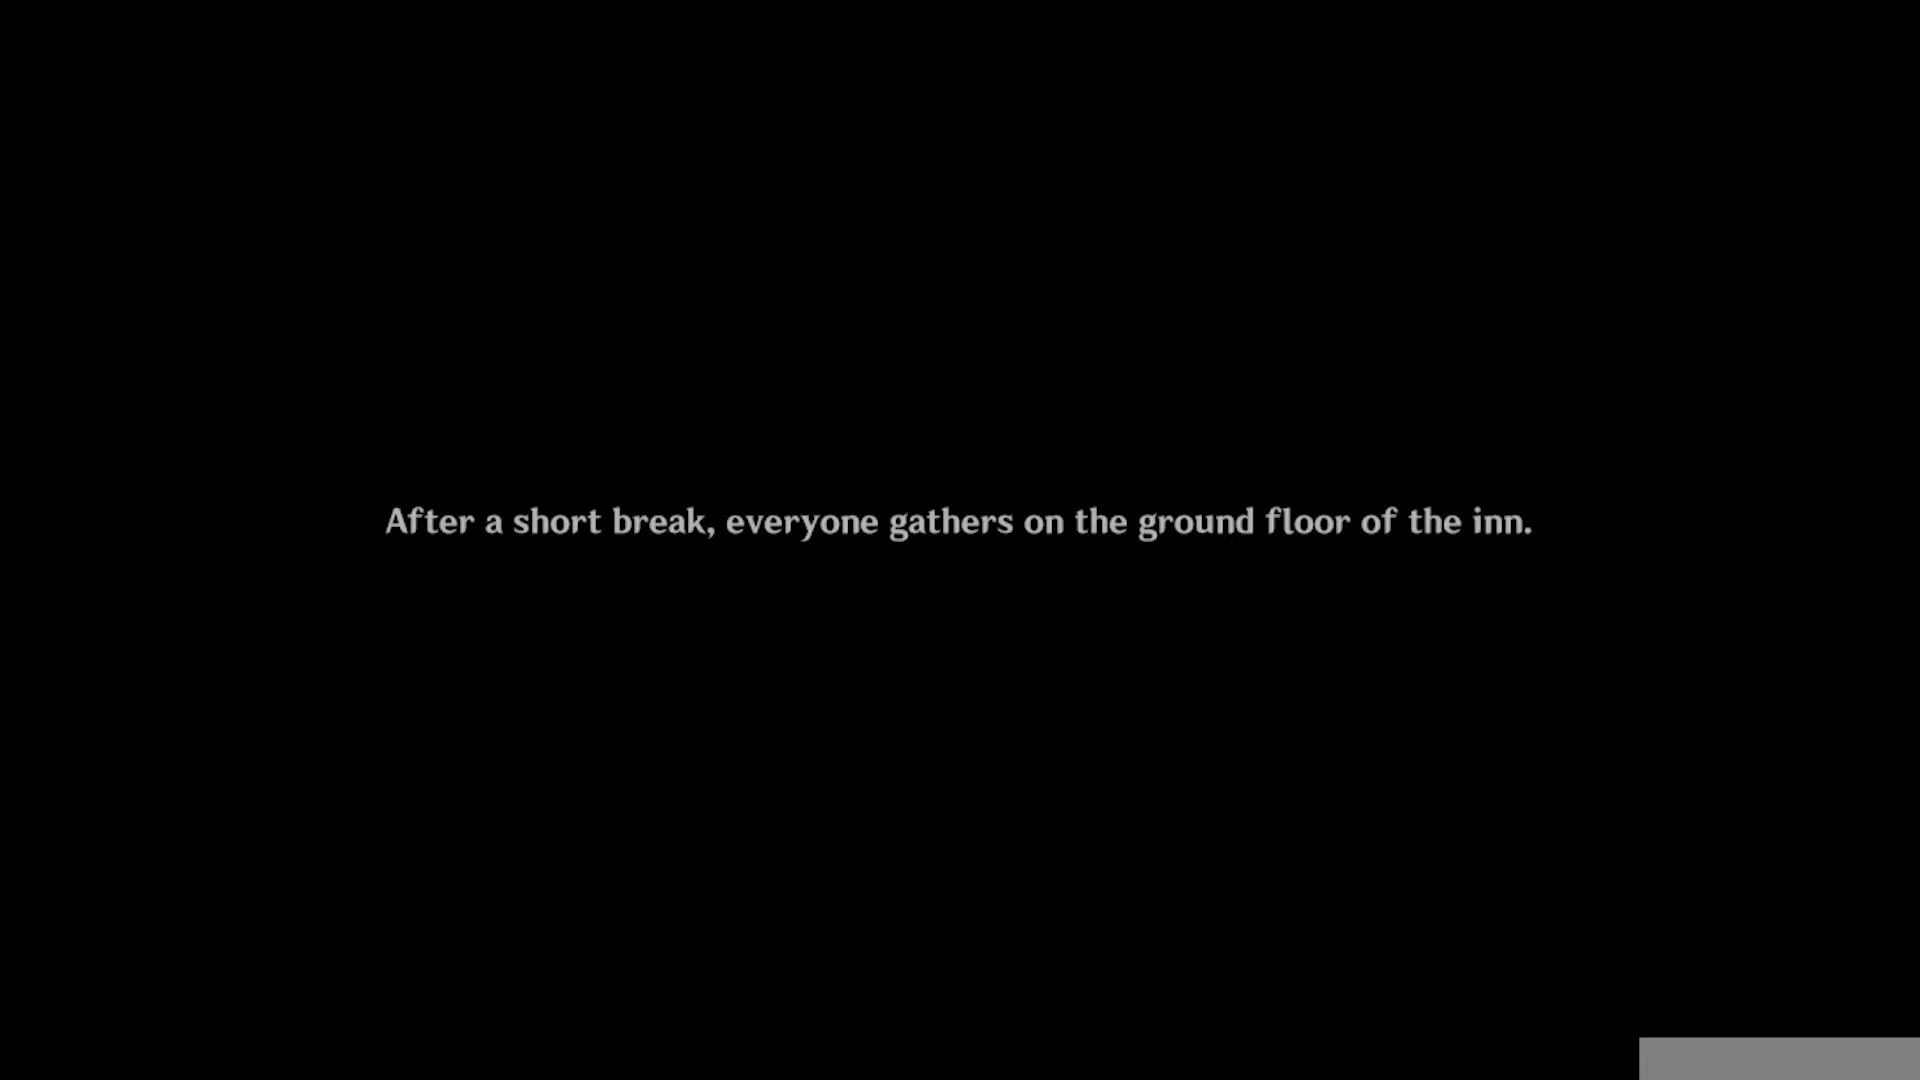 After a short break, everyone gathers on the ground floor of the inn.